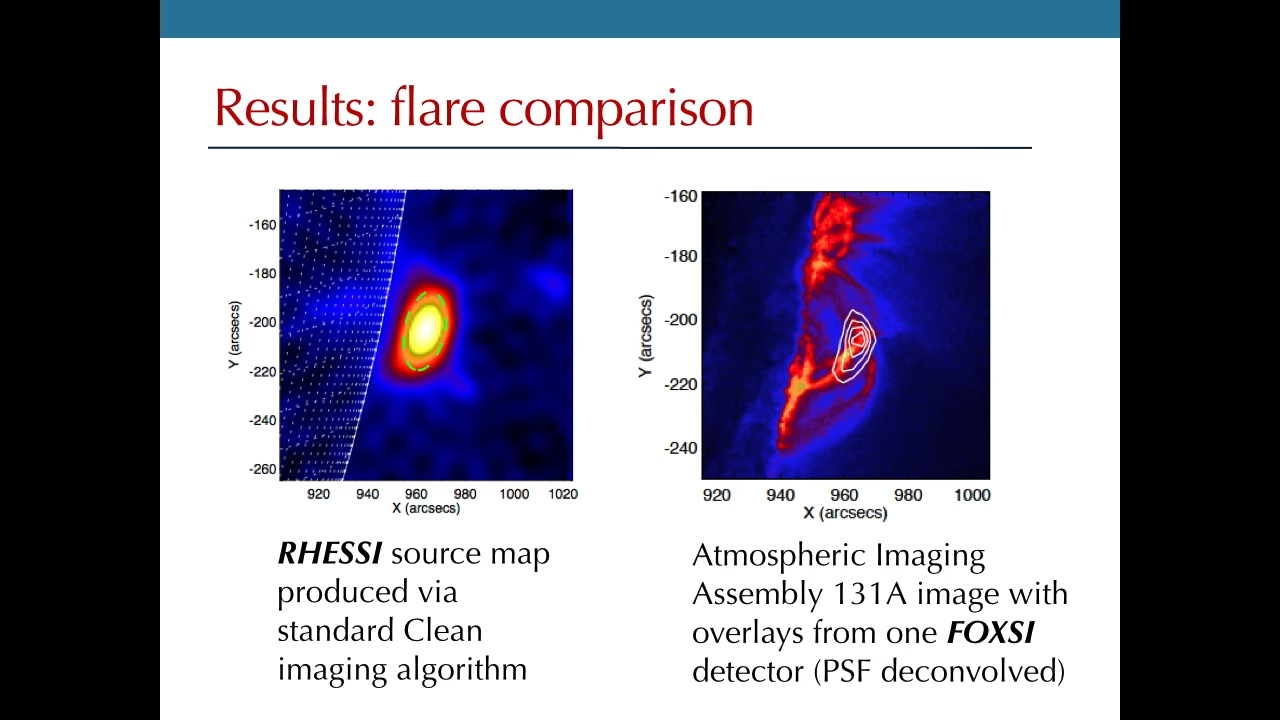 Results: flare comparison
-160
-180
-200
-220
-240
-260
Y (arcsecs)
920 940 960 980 1000 1020
X (arcsecs)
-160
-180
-200
-220
-240
Y (arcsecs)
920 940 960 980 1000
X (arcsecs)
RHESSI source map
produced via
standard Clean
imaging algorithm
Atmospheric Imaging
Assembly 131A image with
overlays from one FOXSI
detector (PSF deconvolved)